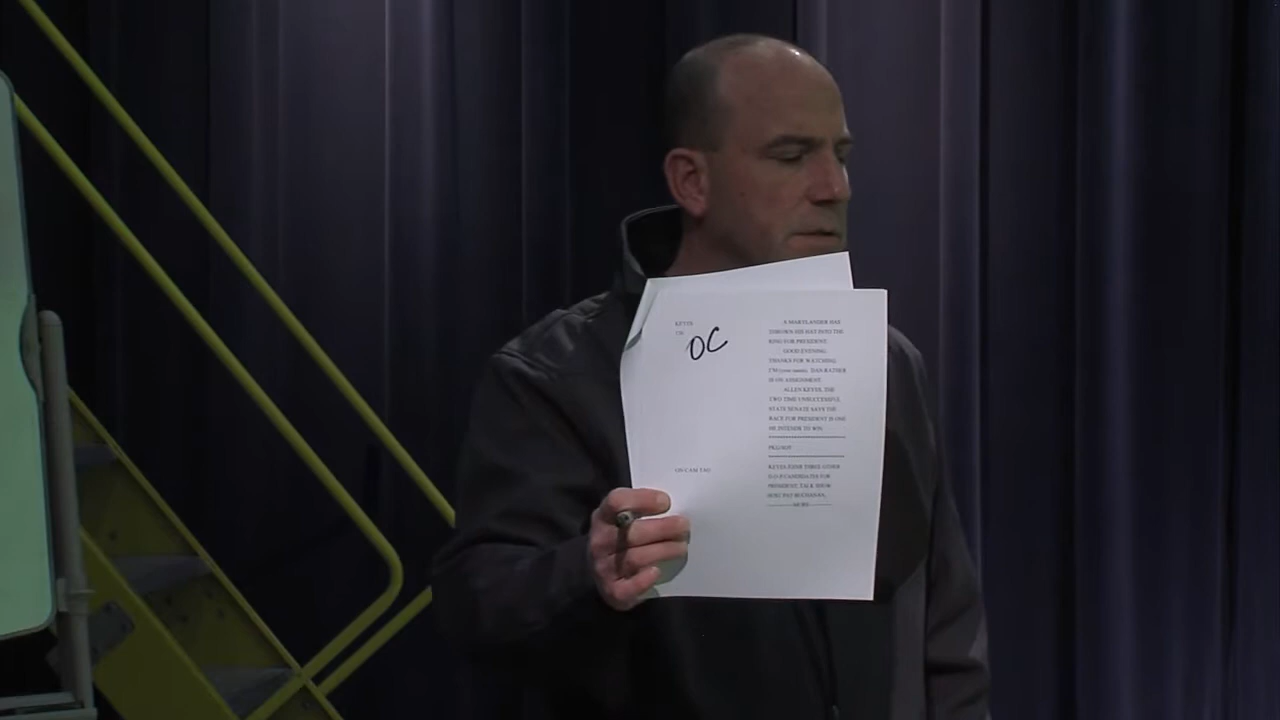 KEYES
OC
A MARYLANDER HAS
THROWN HIS HAT INTO THE
RING FOR PRESIDENT.
GOOD EVENING.
THANKS FOR WATCHING.
I'M (your name). DAN RATHER
IS ON ASSIGNMENT.
ALLEN KEYES, THE
TWO TIME UNSUCCESSFUL
STATE SENATE SAYS THE
RACE FOR PRESIDENT IS ONE
HE INTENDS TO WIN.
PKG/SOT
ON CAM TAG
KEYES JOINS THREE OTHER
G.O.P. CANDIDATES FOR
PRESIDENT. TALK SHOW
HOST PAT BUCHANAN,
--------MORE--------